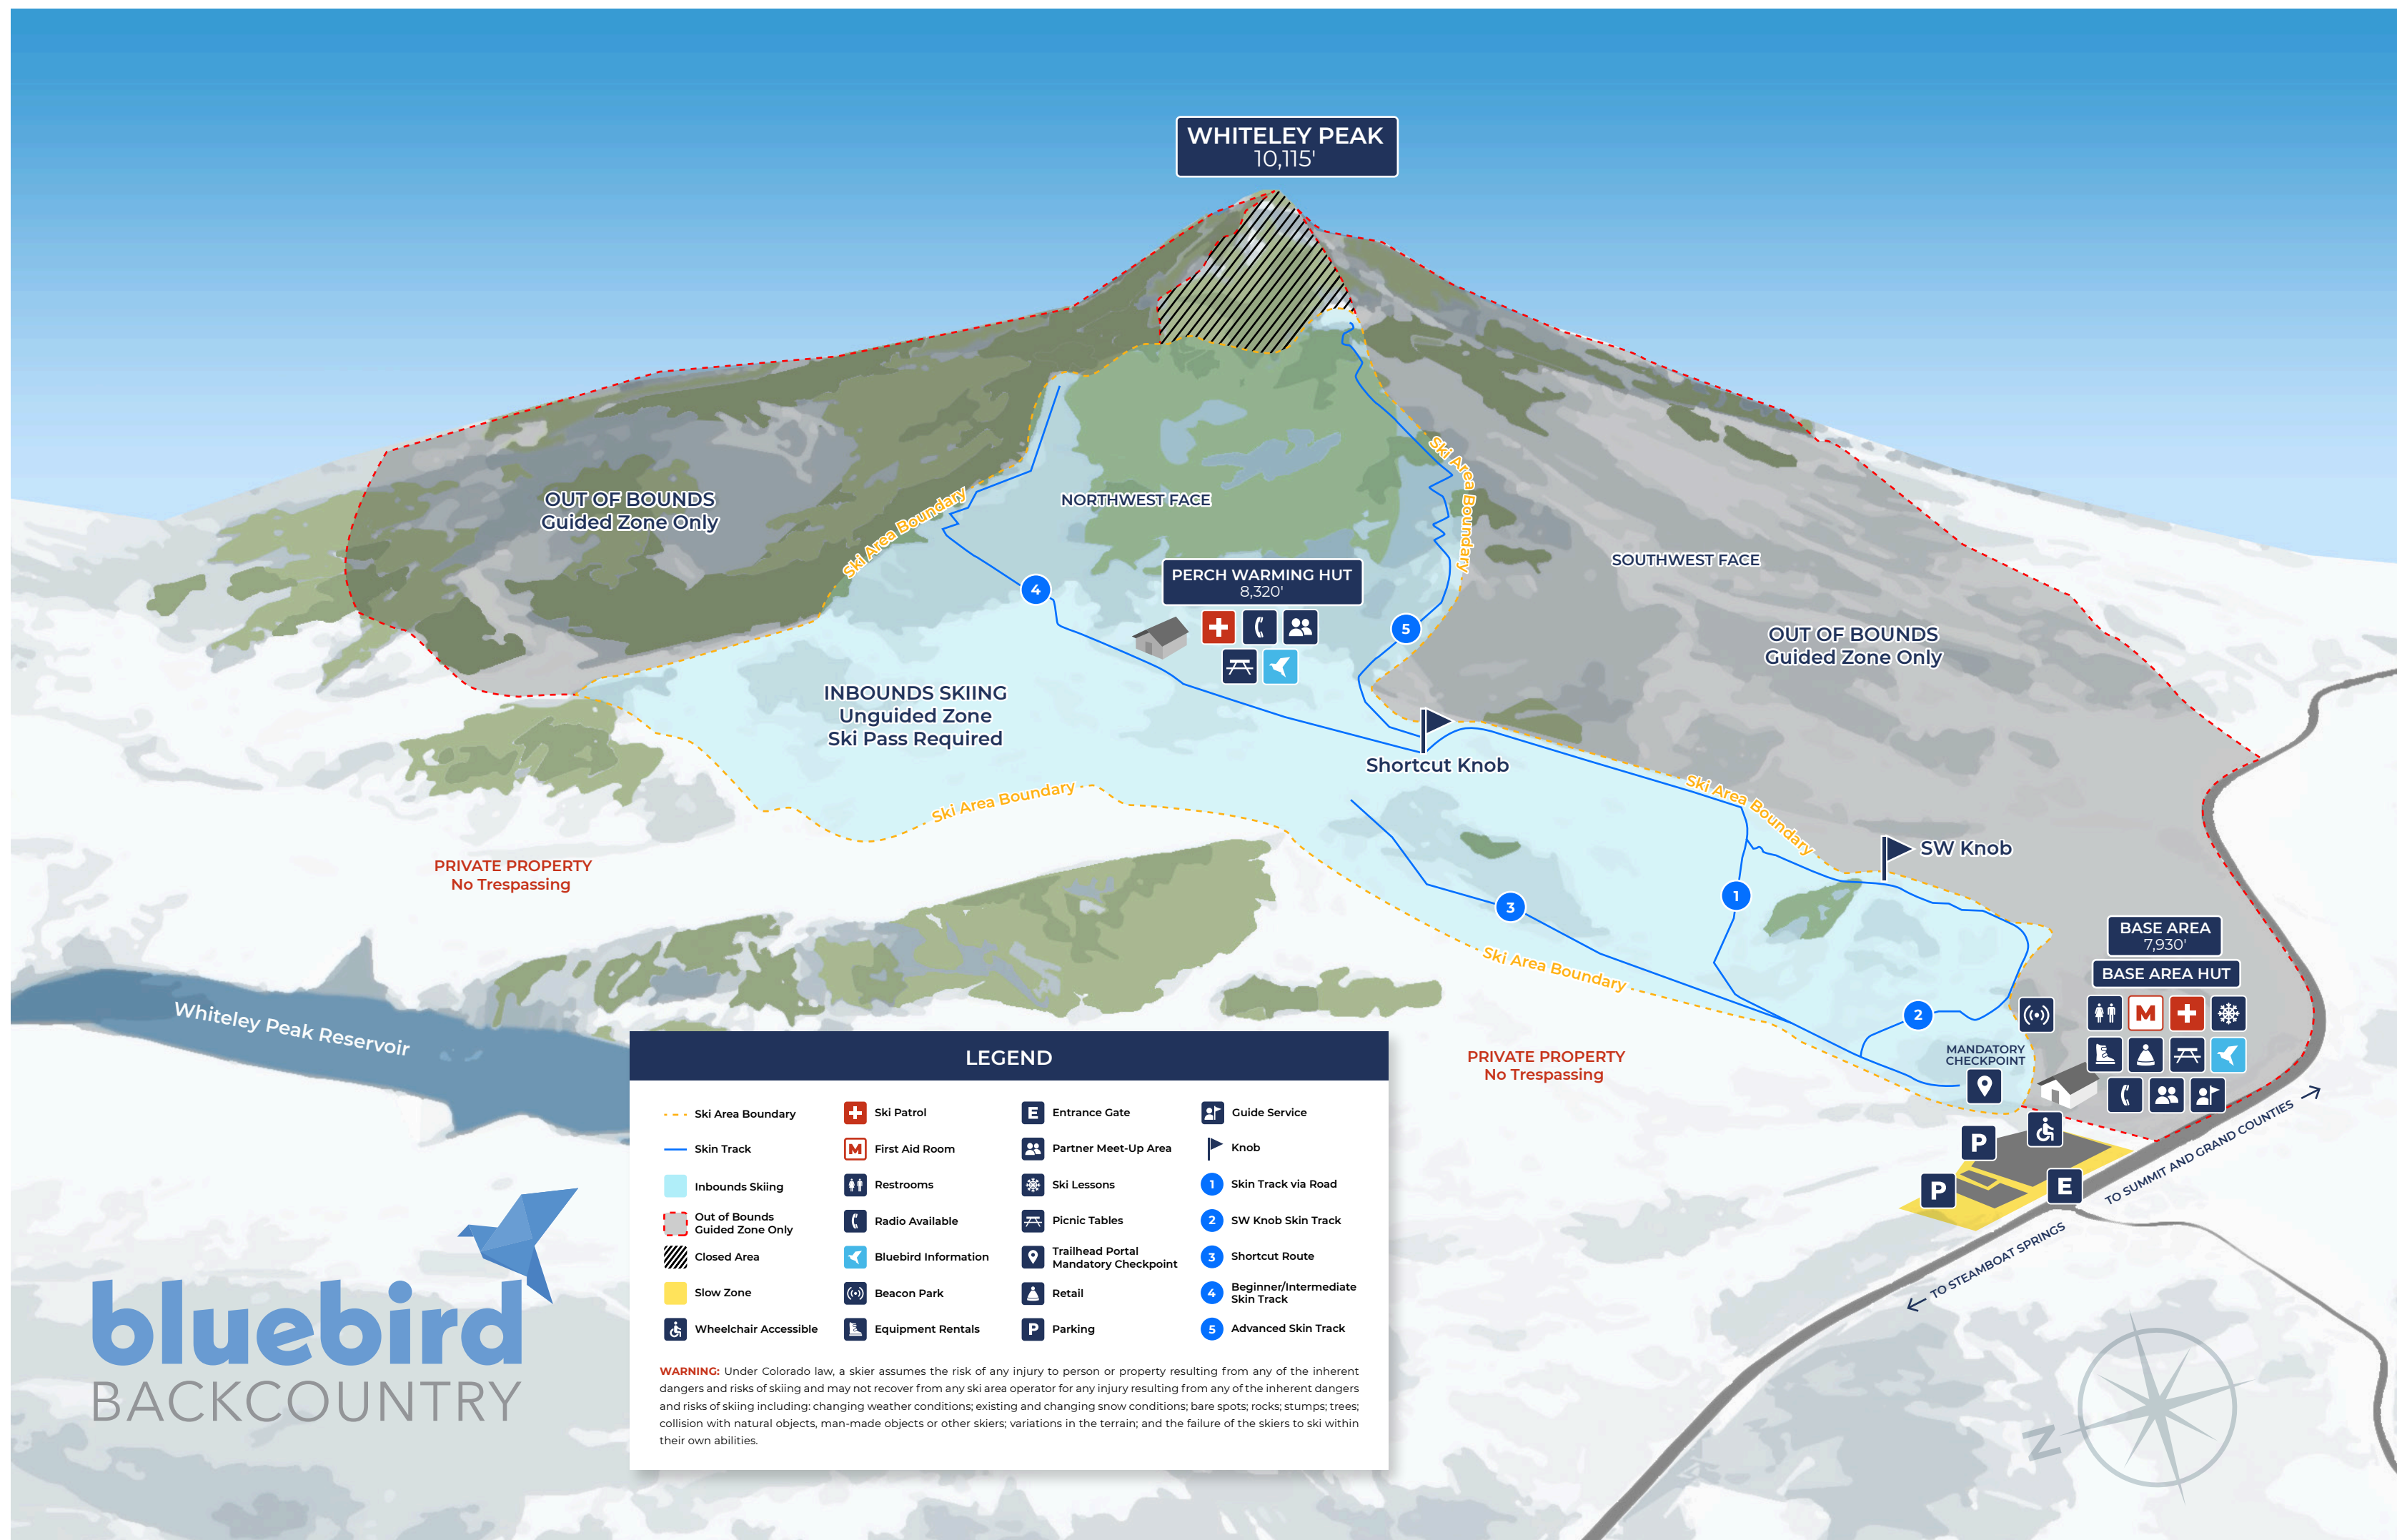 WHITELEY PEAK
10,115'
OUT OF BOUNDS
Guided Zone Only
Ski Area Boundary
NORTHWEST FACE
Ski Area Boundary
SOUTHWEST FACE
4
PERCH WARMING HUT
8,320'
5
OUT OF BOUNDS
Guided Zone Only
INBOUNDS SKIING
Unguided Zone
Ski Pass Required
Shortcut Knob
Ski Area Boundary
Ski Area Boundary
SW Knob
PRIVATE PROPERTY
No Trespassing
1
3
Ski Area Boundary
BASE AREA
7,930'
BASE AREA HUT
M
2
MANDATORY
CHECKPOINT
Whiteley Peak Reservoir
PRIVATE PROPERTY
No Trespassing
P
P
E
TO SUMMIT AND GRAND COUNTIES
TO STEAMBOAT SPRINGS
N
bluebird
BACKCOUNTRY
LEGEND
Ski Area Boundary
Skin Track
Inbounds Skiing
Out of Bounds
Guided Zone Only
Closed Area
Slow Zone
Wheelchair Accessible
Ski Patrol
M First Aid Room
Restrooms
Radio Available
Bluebird Information
Beacon Park
Equipment Rentals
E Entrance Gate
Partner Meet-Up Area
Ski Lessons
Picnic Tables
Trailhead Portal
Mandatory Checkpoint
Retail
P Parking
Guide Service
Knob
1 Skin Track via Road
2 SW Knob Skin Track
3 Shortcut Route
4 Beginner/Intermediate
Skin Track
5 Advanced Skin Track
WARNING: Under Colorado law, a skier assumes the risk of any injury to person or property resulting from any of the inherent
dangers and risks of skiing and may not recover from any ski area operator for any injury resulting from any of the inherent dangers
and risks of skiing including: changing weather conditions; existing and changing snow conditions; bare spots; rocks; stumps; trees;
collision with natural objects, man-made objects or other skiers; variations in the terrain; and the failure of the skiers to ski within
their own abilities.